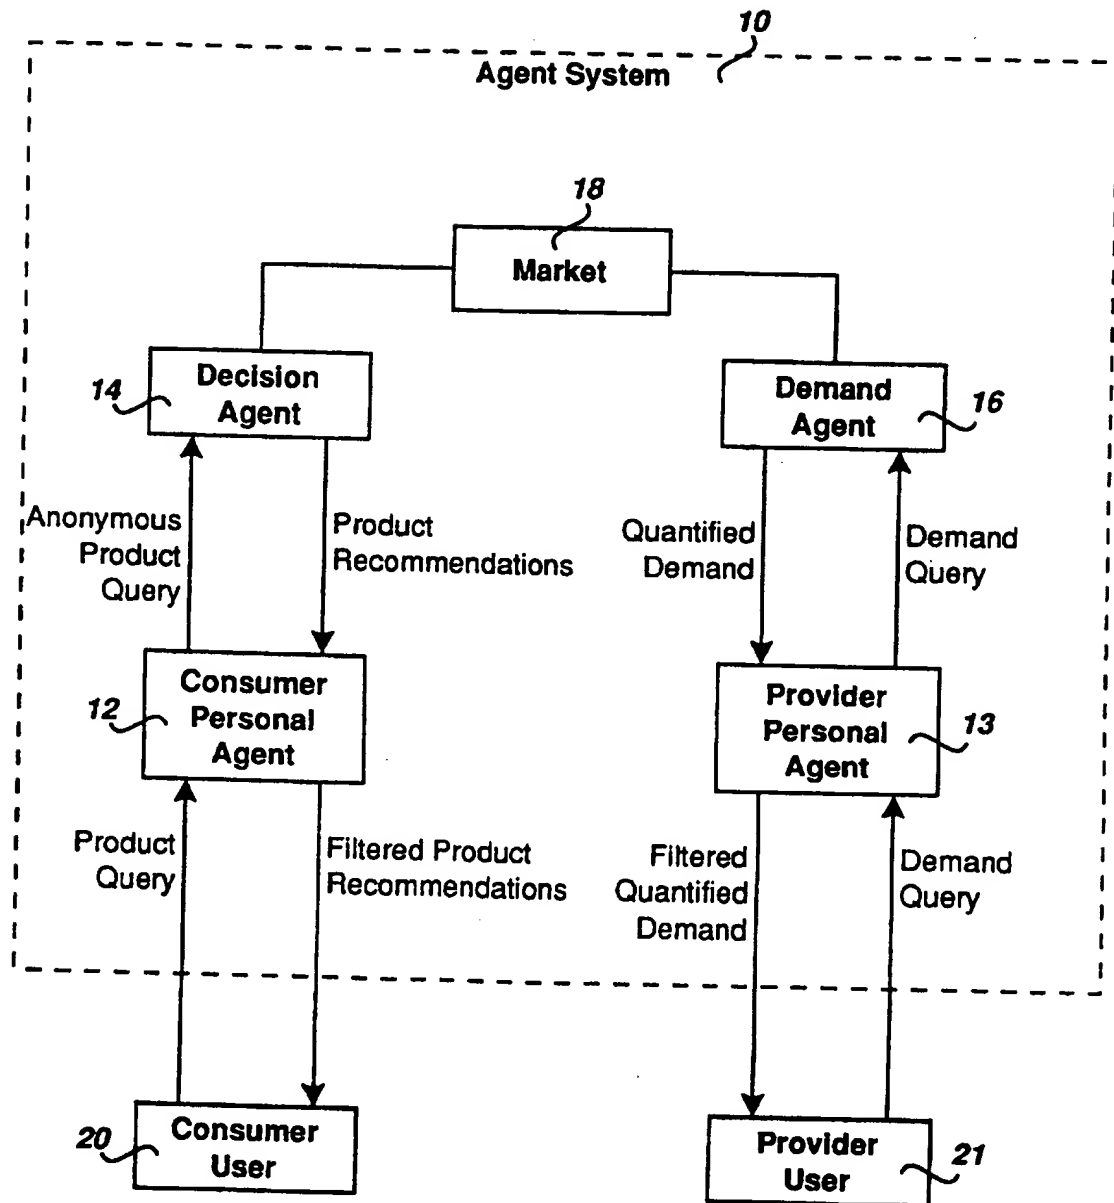 10
Agent System
18
Market
14
Decision
Agent
Demand
Agent
16
Anonymous
Product
Query
Product
Recommendations
Quantified
Demand
Demand
Query
12
Consumer
Personal
Agent
Provider
Personal
Agent
13
Product
Query
Filtered Product
Recommendations
Filtered
Quantified
Demand
Demand
Query
20
Consumer
User
Provider
User
21